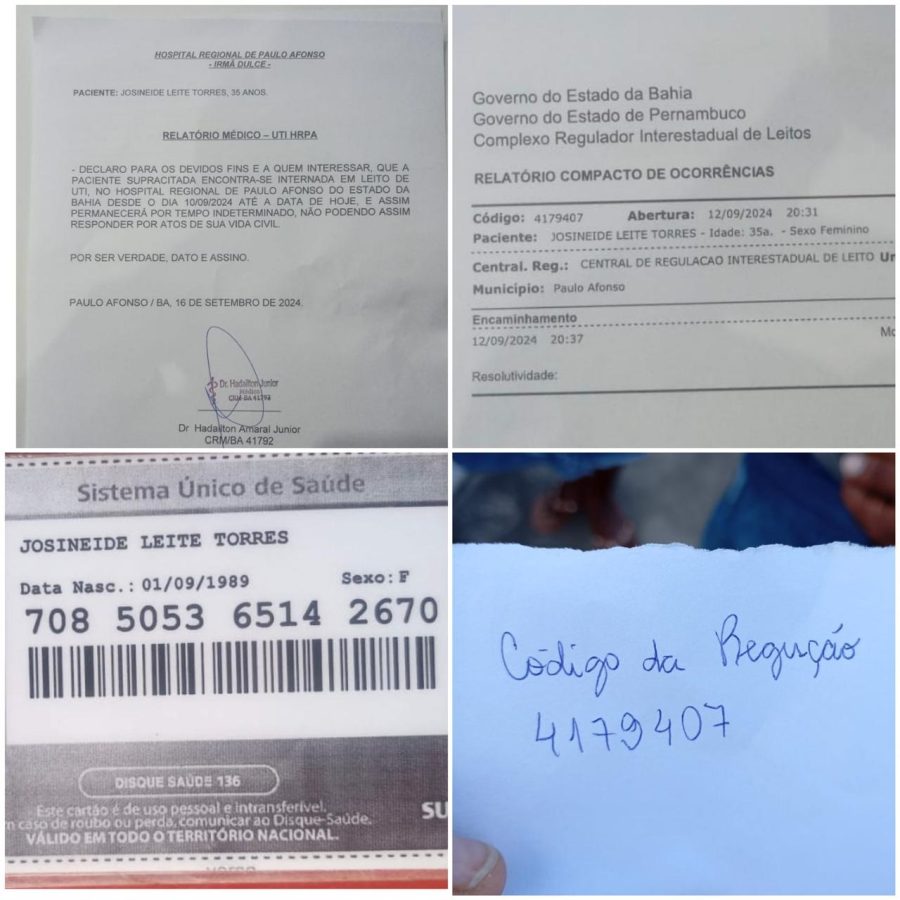 HOSPITAL REGIONAL DE PAULO AFONSO
- IRMÃ DULCE -
PACIENTE: JOSINEIDE LEITE TORRES, 35 ANOS.
RELATÓRIO MÉDICO – UTI HRPA
- DECLARO PARA OS DEVIDOS FINS E A QUEM INTERESSAR, QUE A
PACIENTE SUPRACITADA ENCONTRA-SE INTERNADA EM LEITO DE
UTI, NO HOSPITAL REGIONAL DE PAULO AFONSO DO ESTADO DA
BAHIA DESDE O DIA 10/09/2024 ATÉ A DATA DE HOJE, E ASSIM
PERMANECERÁ POR TEMPO INDETERMINADO, NÃO PODENDO ASSIM
RESPONDER POR ATOS DE SUA VIDA CIVIL.
POR SER VERDADE, DATO E ASSINO.
PAULO AFONSO / BA, 16 DE SETEMBRO DE 2024.
Dr. Hadailton Junior
Médico
CRM-BA 41792
Dr Hadailton Amaral Junior
CRM/BA 41792
Governo do Estado da Bahia
Governo do Estado de Pernambuco
Complexo Regulador Interestadual de Leitos
RELATÓRIO COMPACTO DE OCORRÊNCIAS
Código: 4179407 Abertura: 12/09/2024 20:31
Paciente: JOSINEIDE LEITE TORRES - Idade: 35a. - Sexo Feminino
Central. Reg.: CENTRAL DE REGULACAO INTERESTADUAL DE LEITO Un
Municipio: Paulo Afonso
Encaminhamento
12/09/2024 20:37 Mo
Resolutividade:
Sistema Único de Saúde
JOSINEIDE LEITE TORRES
Data Nasc.: 01/09/1989 Sexo: F
708 5053 6514 2670
DISQUE SAÚDE 136
Este cartão é de uso pessoal e intransferível.
m caso de roubo ou perda, comunicar ao Disque-Saúde.
VÁLIDO EM TODO O TERRITÓRIO NACIONAL.
SU
Código da Regução
4179407